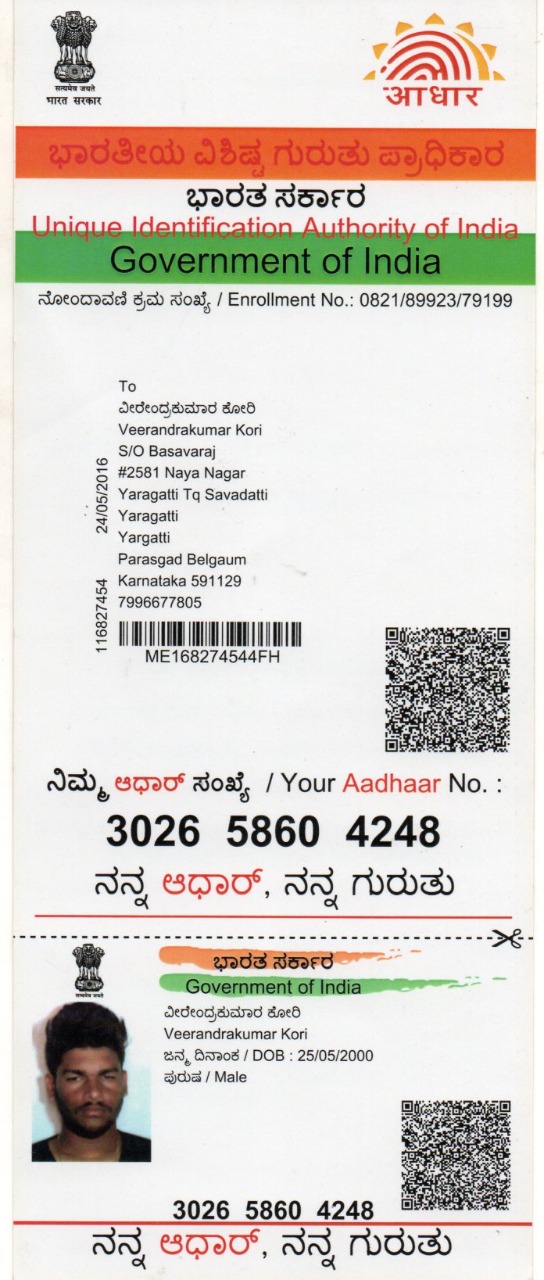 सत्यमेव जयते
भारत सरकार
आधार
ಭಾರತೀಯ ವಿಶಿಷ್ಟ ಗುರುತು ಪ್ರಾಧಿಕಾರ
ಭಾರತ ಸರ್ಕಾರ
Unique Identification Authority of India
Government of India
ನೋಂದಾವಣಿ ಕ್ರಮ ಸಂಖ್ಯೆ / Enrollment No.: 0821/89923/79199
To
ವೀರೇಂದ್ರಕುಮಾರ ಕೋರಿ
Veerandrakumar Kori
S/O Basavaraj
#2581 Naya Nagar
Yaragatti Tq Savadatti
Yaragatti
Yargatti
Parasgad Belgaum
Karnataka 591129
7996677805
24/05/2016
116827454
ME168274544FH
ನಿಮ್ಮ ಆಧಾರ್ ಸಂಖ್ಯೆ / Your Aadhaar No. :
3026 5860 4248
ನನ್ನ ಆಧಾರ್, ನನ್ನ ಗುರುತು
सत्यमेव जयते
ಭಾರತ ಸರ್ಕಾರ
Government of India
ವೀರೇಂದ್ರಕುಮಾರ ಕೋರಿ
Veerandrakumar Kori
ಜನ್ಮ ದಿನಾಂಕ / DOB : 25/05/2000
ಪುರುಷ / Male
3026 5860 4248
ನನ್ನ ಆಧಾರ್, ನನ್ನ ಗುರುತು